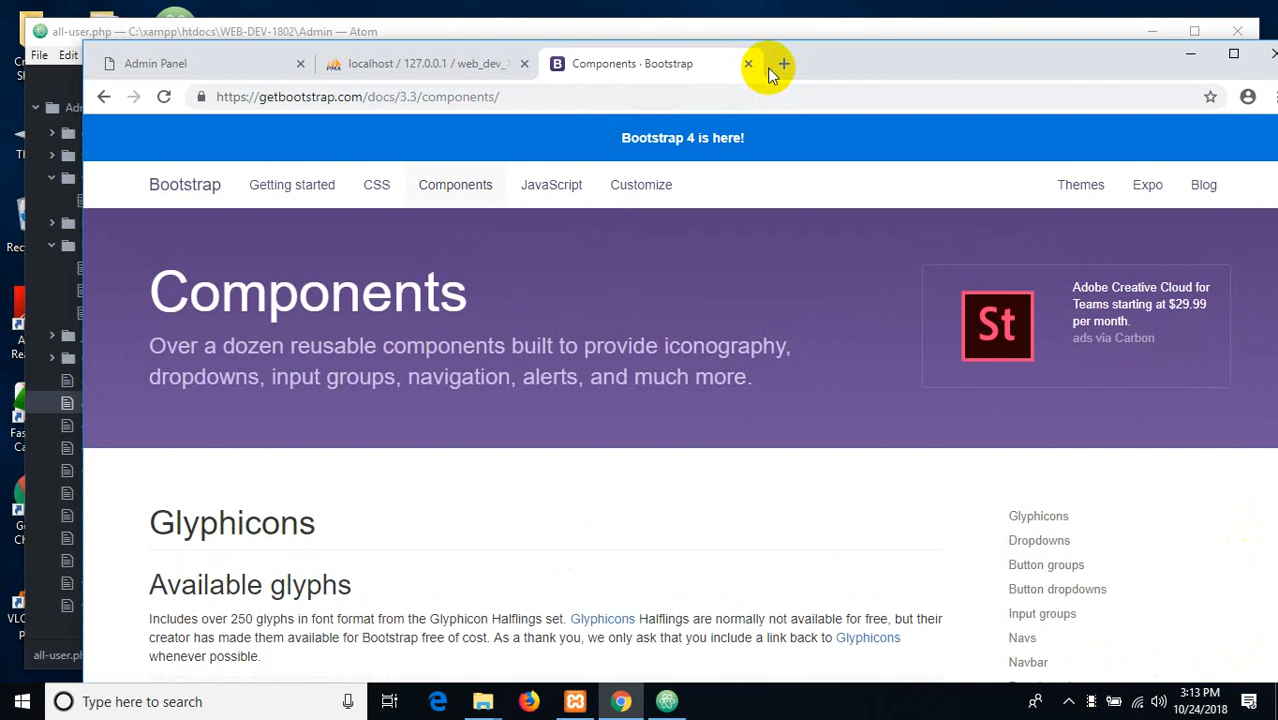 all-user.php — C:\xampp\htdocs\WEB-DEV-1802\Admin — Atom
File Edit
Admin Panel
localhost / 127.0.0.1 / web_dev_1
Components · Bootstrap
https://getbootstrap.com/docs/3.3/components/
Bootstrap 4 is here!
Bootstrap Getting started CSS Components JavaScript Customize Themes Expo Blog
Components
Over a dozen reusable components built to provide iconography,
dropdowns, input groups, navigation, alerts, and much more.
St
Adobe Creative Cloud for
Teams starting at $29.99
per month.
ads via Carbon
Glyphicons
Available glyphs
Includes over 250 glyphs in font format from the Glyphicon Halflings set. Glyphicons Halflings are normally not available for free, but their
creator has made them available for Bootstrap free of cost. As a thank you, we only ask that you include a link back to Glyphicons
whenever possible.
Glyphicons
Dropdowns
Button groups
Button dropdowns
Input groups
Navs
Navbar
all-user.ph
Type here to search
3:13 PM
10/24/2018